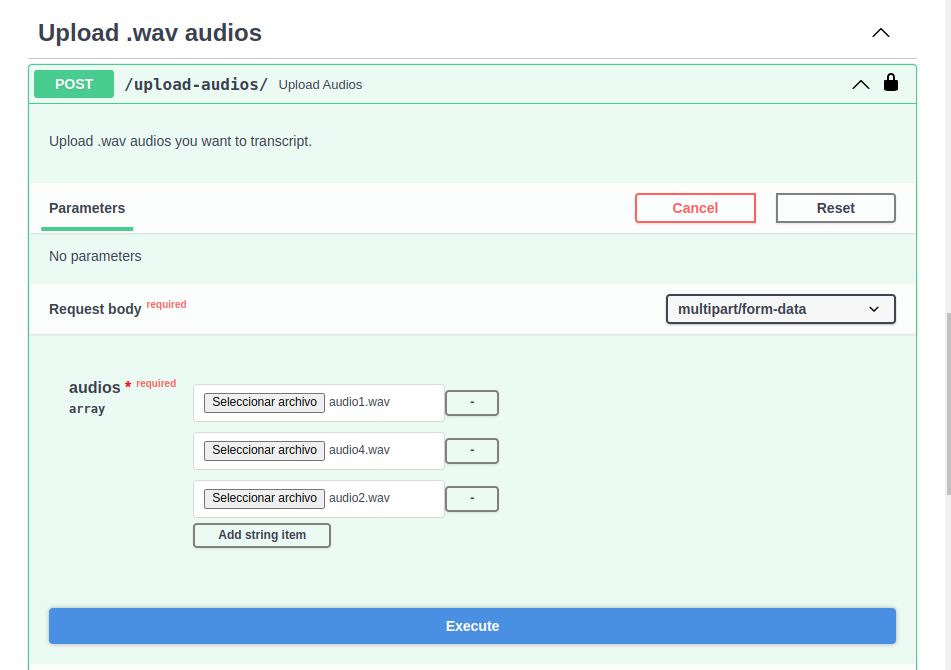 Upload .wav audios
POST /upload-audios/ Upload Audios
Upload .wav audios you want to transcript.
Parameters Cancel Reset
No parameters
Request body required multipart/form-data
audios * required
array
Seleccionar archivo audio1.wav -
Seleccionar archivo audio4.wav -
Seleccionar archivo audio2.wav -
Add string item
Execute